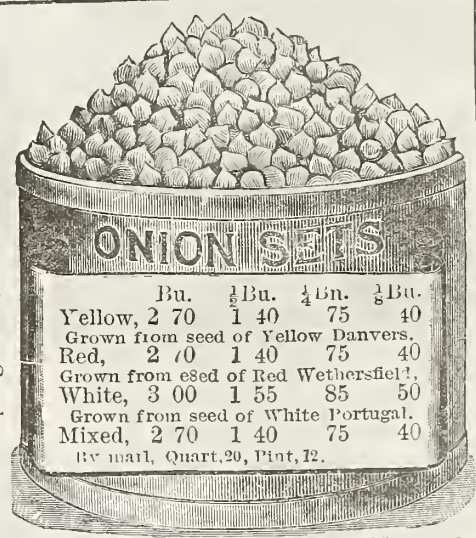 ONION SETS
Bu. ½Bu. ¼Bn. ⅛Bu.
Yellow, 2 70 1 40 75 40
Grown from seed of Yellow Danvers.
Red, 2 70 1 40 75 40
Grown from e8ed of Red Wethersfield,
White, 3 00 1 55 85 50
Grown from seed of White Portugal.
Mixed, 2 70 1 40 75 40
By mail, Quart,20, Pint, 12.